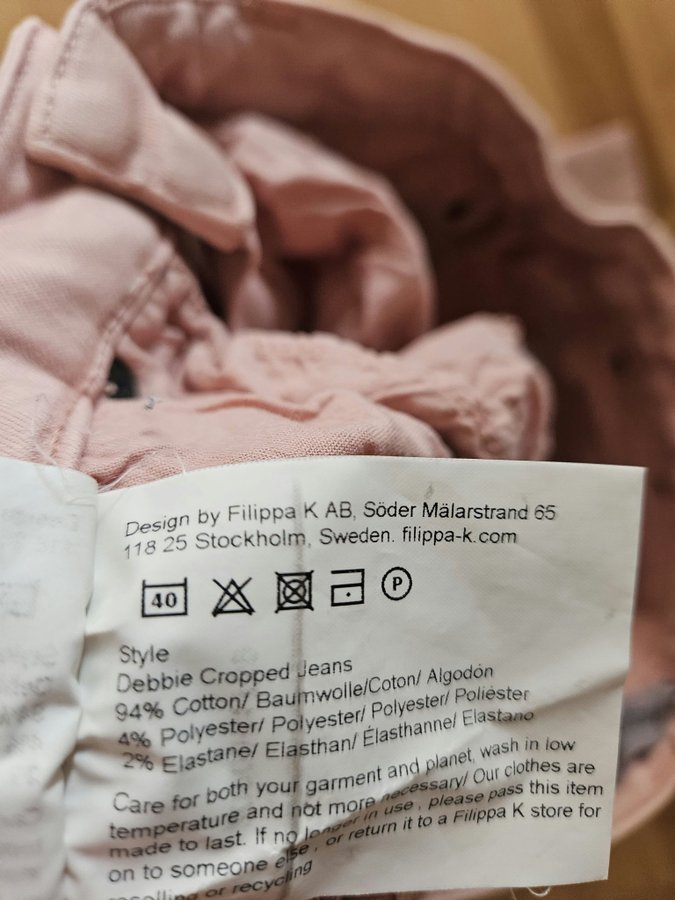 Design by Filippa K AB, Söder Mälarstrand 65
118 25 Stockholm, Sweden. filippa-k.com
40 P
Style
Debbie Cropped Jeans
94% Cotton/ Baumwolle/Coton/ Algodón
4% Polyester/ Polyester/ Polyester/ Poliéster
2% Elastane/ Elasthan/ Élasthanne/ Elastano
Care for both your garment and planet, wash in low
temperature and not more necessary/ Our clothes are
made to last. If no longer in use , please pass this item
on to someone else , or return it to a Filippa K store for
reselling or recycling